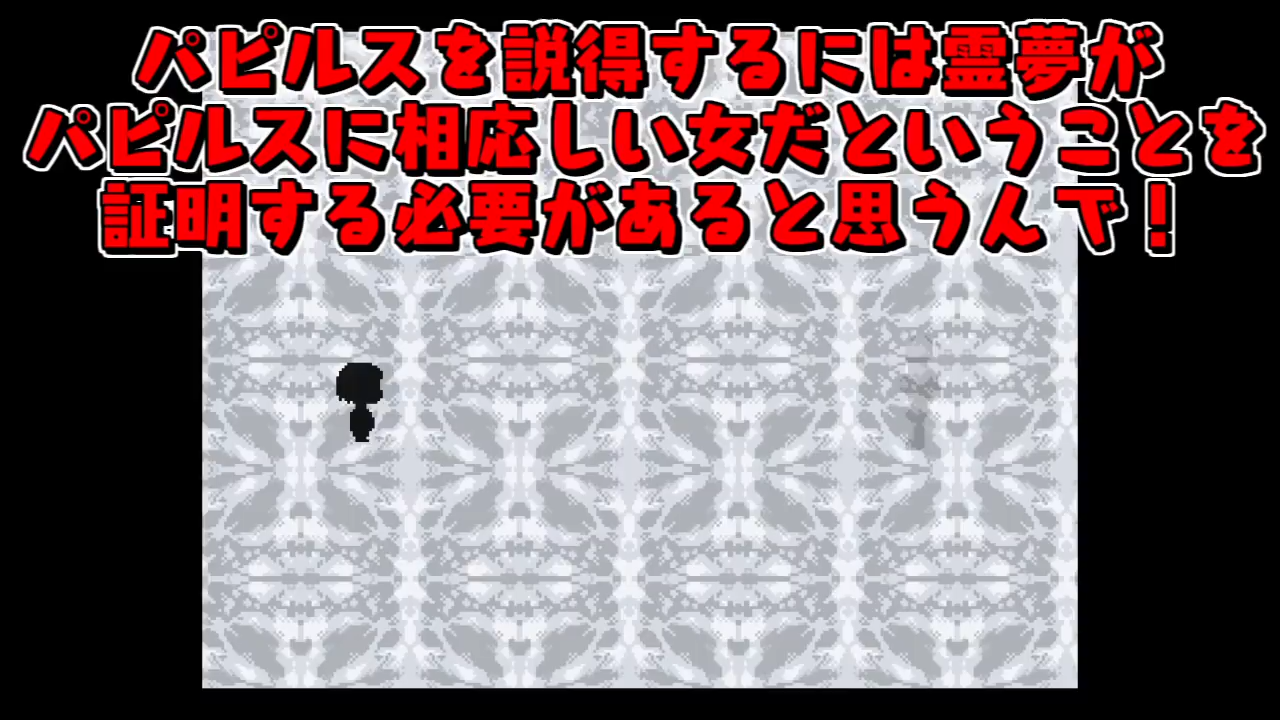 パピルスを説得するには霊夢が
パピルスに相応しい女だということを
証明する必要があると思うんで！